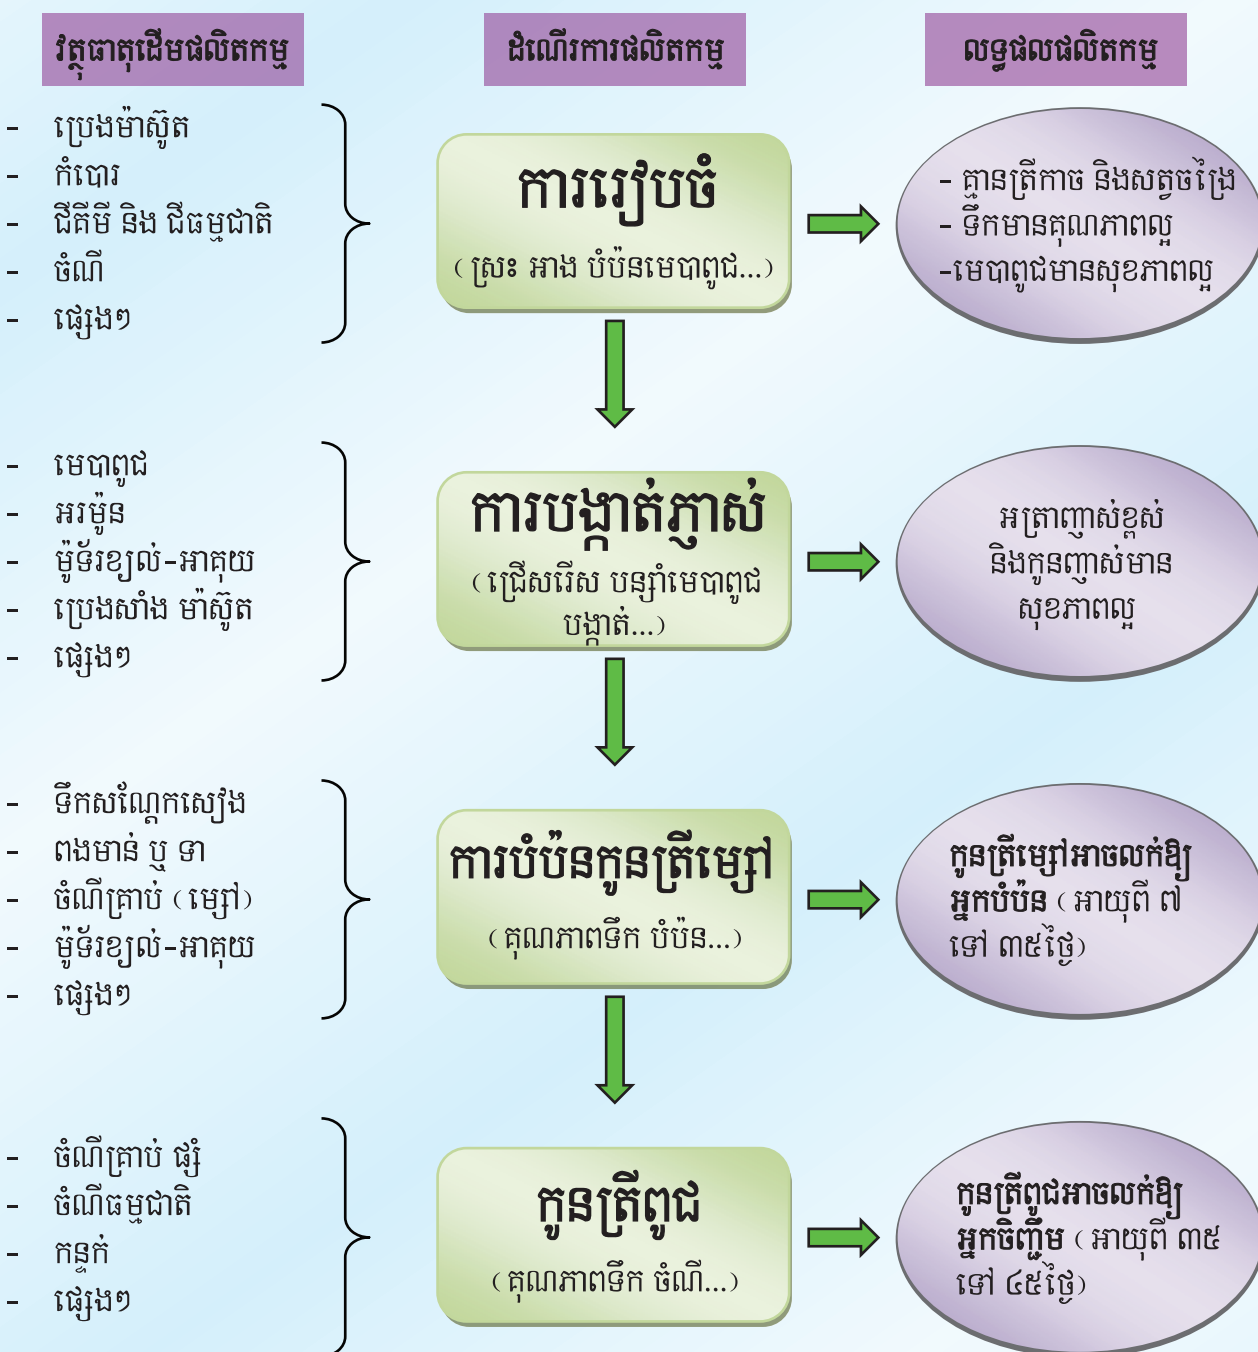 វត្ថុធាតុដើមផលិតកម្ម
ដំណើរការផលិតកម្ម
លទ្ធផលផលិតកម្ម
- ប្រេងម៉ាស៊ូត
- កំបោរ
- ជីគីមី និង ជីធម្មជាតិ
- ចំណី
- ផ្សេងៗ
ការរៀបចំ
( ស្រះ អាង បំប៉នមេបាពូជ...)
- គ្មានត្រីកាច និងសត្វចង្រៃ
- ទឹកមានគុណភាពល្អ
-មេបាពូជមានសុខភាពល្អ
- មេបាពូជ
- អរម៉ូន
- ម៉ូទ័រខ្យល់-អាគុយ
- ប្រេងសាំង ម៉ាស៊ូត
- ផ្សេងៗ
ការបង្កាត់ភ្ញាស់
( ជ្រើសរើស បន្សាំមេបាពូជ
បង្កាត់...)
អត្រាញាស់ខ្ពស់
និងកូនញាស់មាន
សុខភាពល្អ
- ទឹកសណ្តែកសៀង
- ពងមាន់ ឬ ទា
- ចំណីគ្រាប់ ( ម្សៅ)
- ម៉ូទ័រខ្យល់-អាគុយ
- ផ្សេងៗ
ការបំប៉នកូនត្រីម្សៅ
( គុណភាពទឹក បំប៉ន...)
កូនត្រីម្សៅអាចលក់ឱ្យ
អ្នកបំប៉ន ( អាយុពី ៧
ទៅ ៣៥ថ្ងៃ)
- ចំណីគ្រាប់ ផ្សំ
- ចំណីធម្មជាតិ
- កន្ទក់
- ផ្សេងៗ
កូនត្រីពូជ
( គុណភាពទឹក ចំណី...)
កូនត្រីពូជអាចលក់ឱ្យ
អ្នកចិញ្ចឹម ( អាយុពី ៣៥
ទៅ ៤៥ថ្ងៃ)